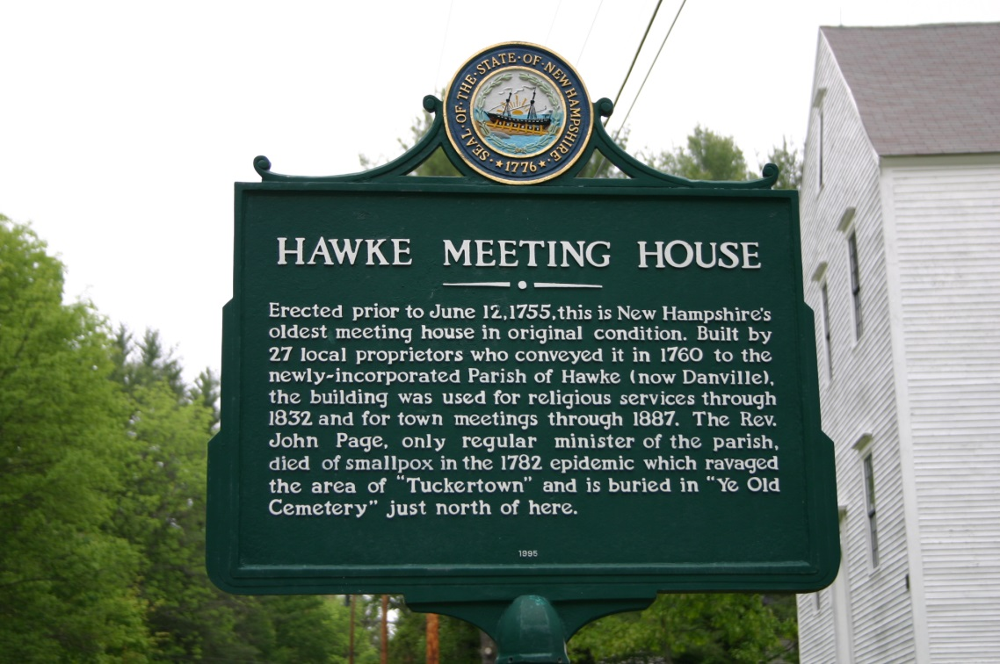 SEAL·OF·THE·STATE·OF·NEW HAMPSHIRE·
★1776★
HAWKE MEETING HOUSE
Erected prior to June 12,1755, this is New Hampshire's
oldest meeting house in original condition. Built by
27 local proprietors who conveyed it in 1760 to the
newly-incorporated Parish of Hawke (now Danville),
the building was used for religious services through
1832 and for town meetings through 1887. The Rev.
John Page, only regular minister of the parish,
died of smallpox in the 1782 epidemic which ravaged
the area of "Tuckertown" and is buried in "Ye Old
Cemetery" just north of here.
1995